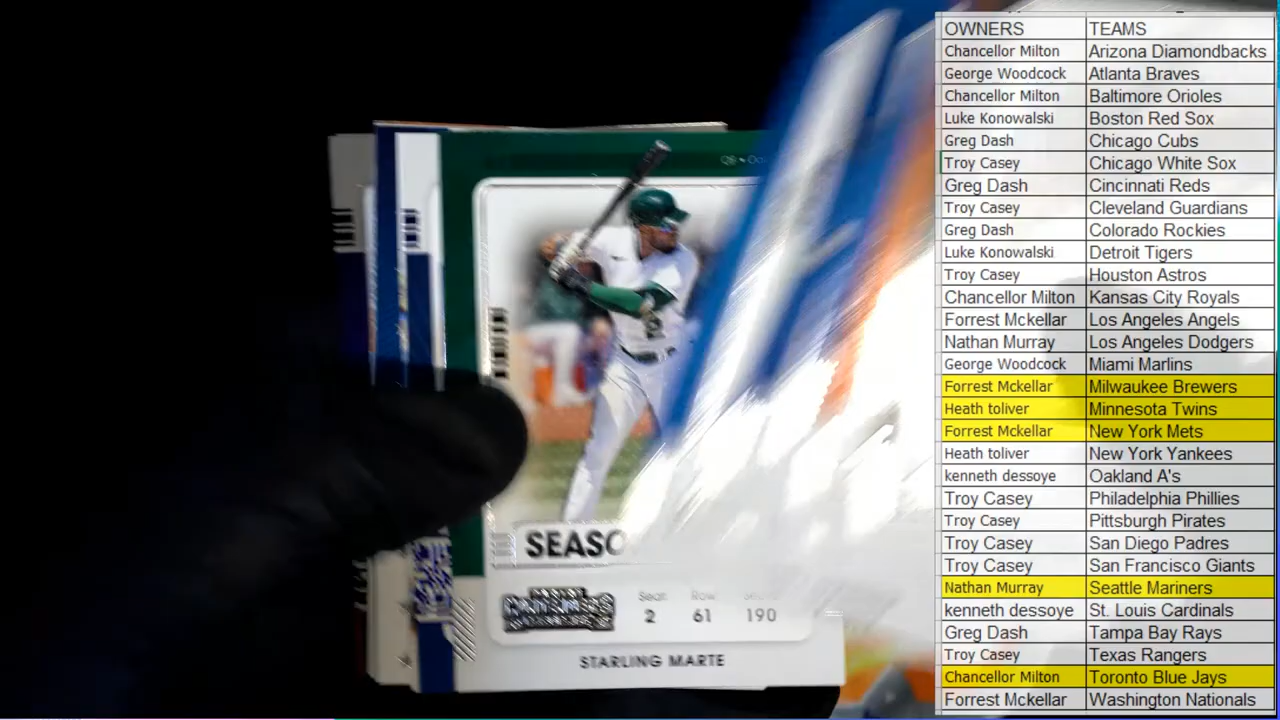 OWNERS TEAMS
Chancellor Milton Arizona Diamondbacks
George Woodcock Atlanta Braves
Chancellor Milton Baltimore Orioles
Luke Konowalski Boston Red Sox
Greg Dash Chicago Cubs
Troy Casey Chicago White Sox
Greg Dash Cincinnati Reds
Troy Casey Cleveland Guardians
Greg Dash Colorado Rockies
Luke Konowalski Detroit Tigers
Troy Casey Houston Astros
Chancellor Milton Kansas City Royals
Forrest Mckellar Los Angeles Angels
Nathan Murray Los Angeles Dodgers
George Woodcock Miami Marlins
Forrest Mckellar Milwaukee Brewers
Heath toliver Minnesota Twins
Forrest Mckellar New York Mets
Heath toliver New York Yankees
kenneth dessoye Oakland A's
Troy Casey Philadelphia Phillies
Troy Casey Pittsburgh Pirates
Troy Casey San Diego Padres
Troy Casey San Francisco Giants
Nathan Murray Seattle Mariners
kenneth dessoye St. Louis Cardinals
Greg Dash Tampa Bay Rays
Troy Casey Texas Rangers
Chancellor Milton Toronto Blue Jays
Forrest Mckellar Washington Nationals
SEASO
Seat Row
2 61 190
STARLING MARTE